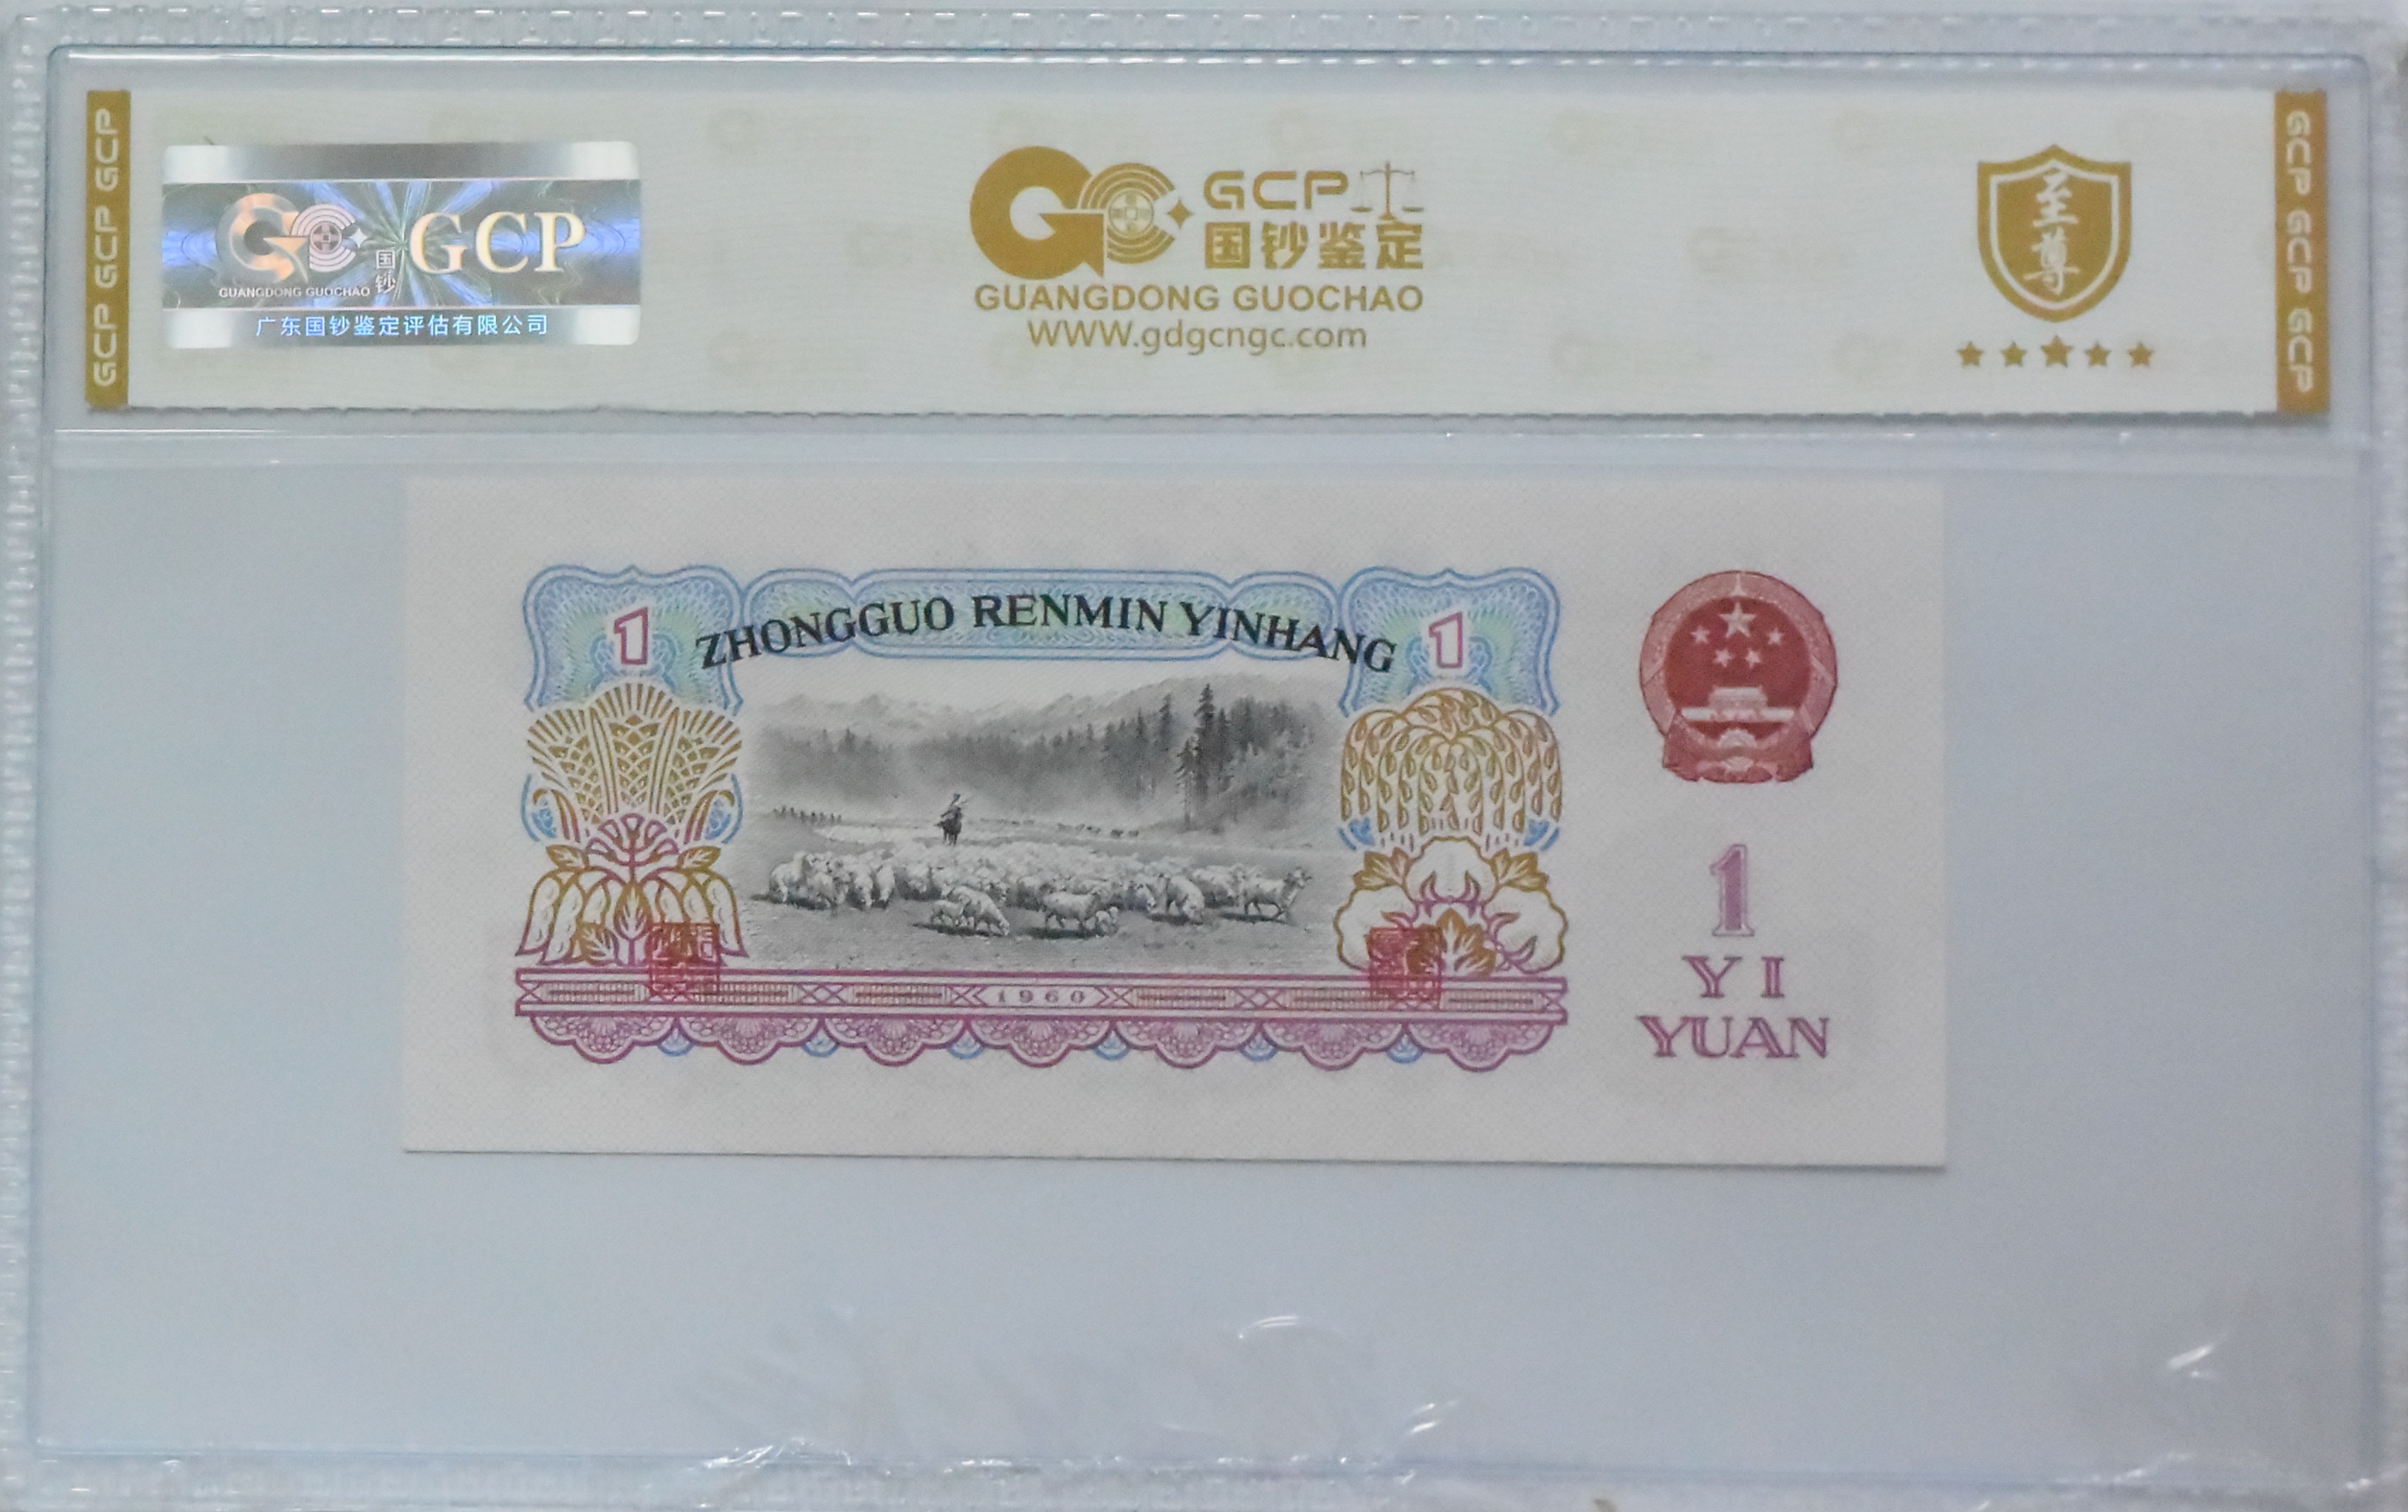 GCP GCP GCP
GUANGDONG GUOCHAO
国钞
GCP
广东国钞鉴定评估有限公司
GCP
国钞鉴定
GUANGDONG GUOCHAO
WWW.gdgcngc.com
至尊
GCP GCP GCP
1
ZHONGGUO RENMIN YINHANG
1
1960
1
YI
YUAN